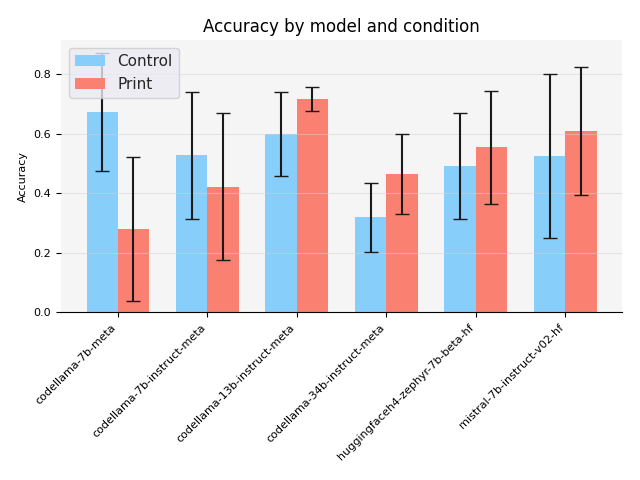 Accuracy by model and condition
Control
Print
Accuracy
0.8
0.6
0.4
0.2
0.0
codellama-7b-meta
codellama-7b-instruct-meta
codellama-13b-instruct-meta
codellama-34b-instruct-meta
huggingfaceh4-zephyr-7b-beta-hf
mistral-7b-instruct-v02-hf